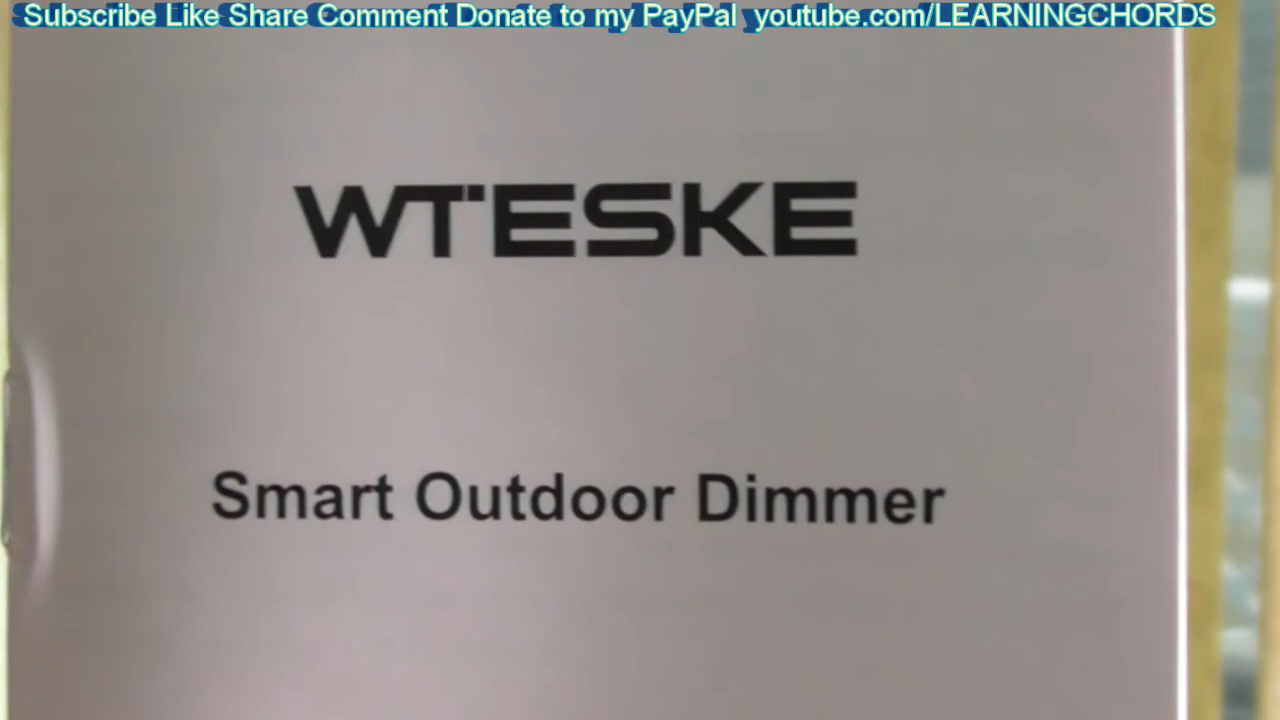 Subscribe Like Share Comment Donate to my PayPal youtube.com/LEARNINGCHORDS
WTESKE
Smart Outdoor Dimmer